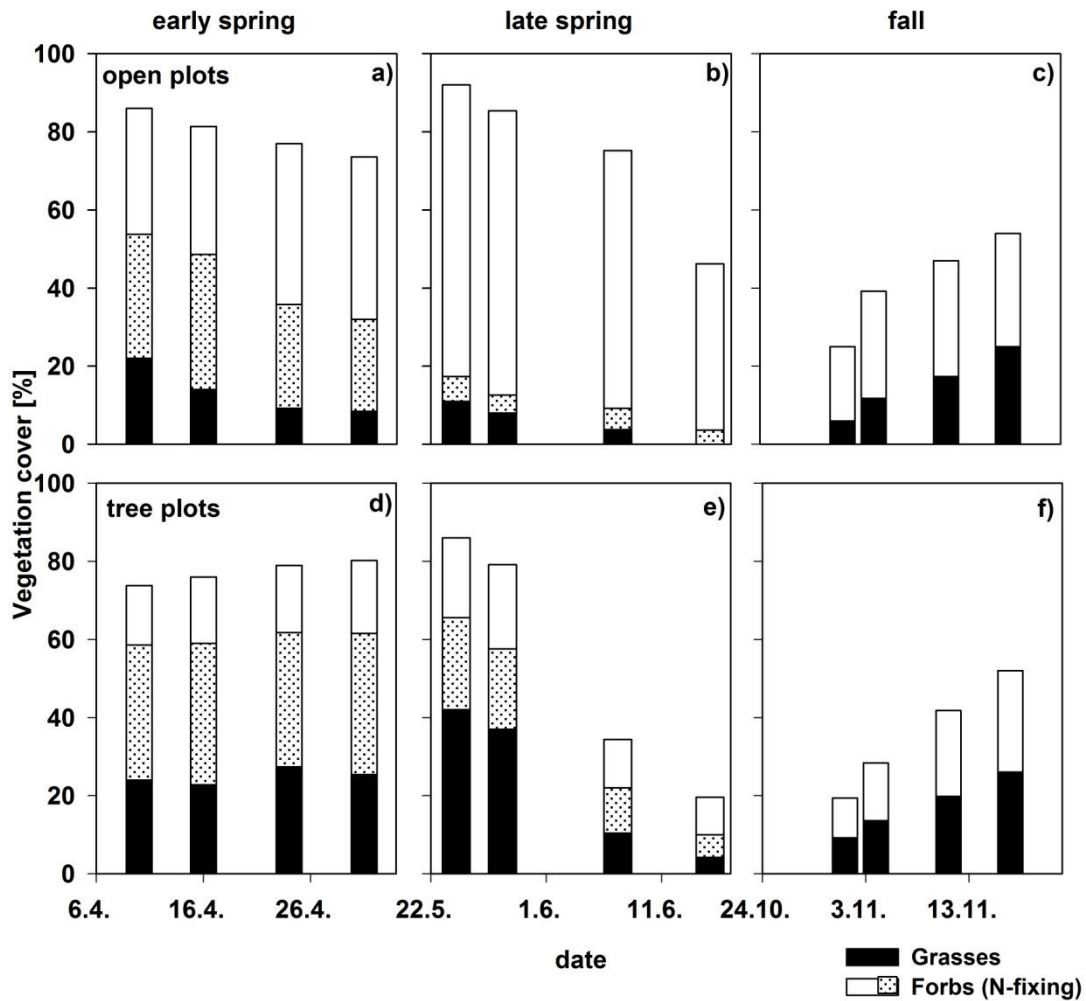 early spring late spring fall
100 open plots a) b) c)
80
60
40
20
0
Vegetation cover [%]
100 tree plots d) e) f)
80
60
40
20
0
6.4. 16.4. 26.4. 22.5. 1.6. 11.6. 24.10. 3.11. 13.11.
date
Grasses
Forbs (N-fixing)